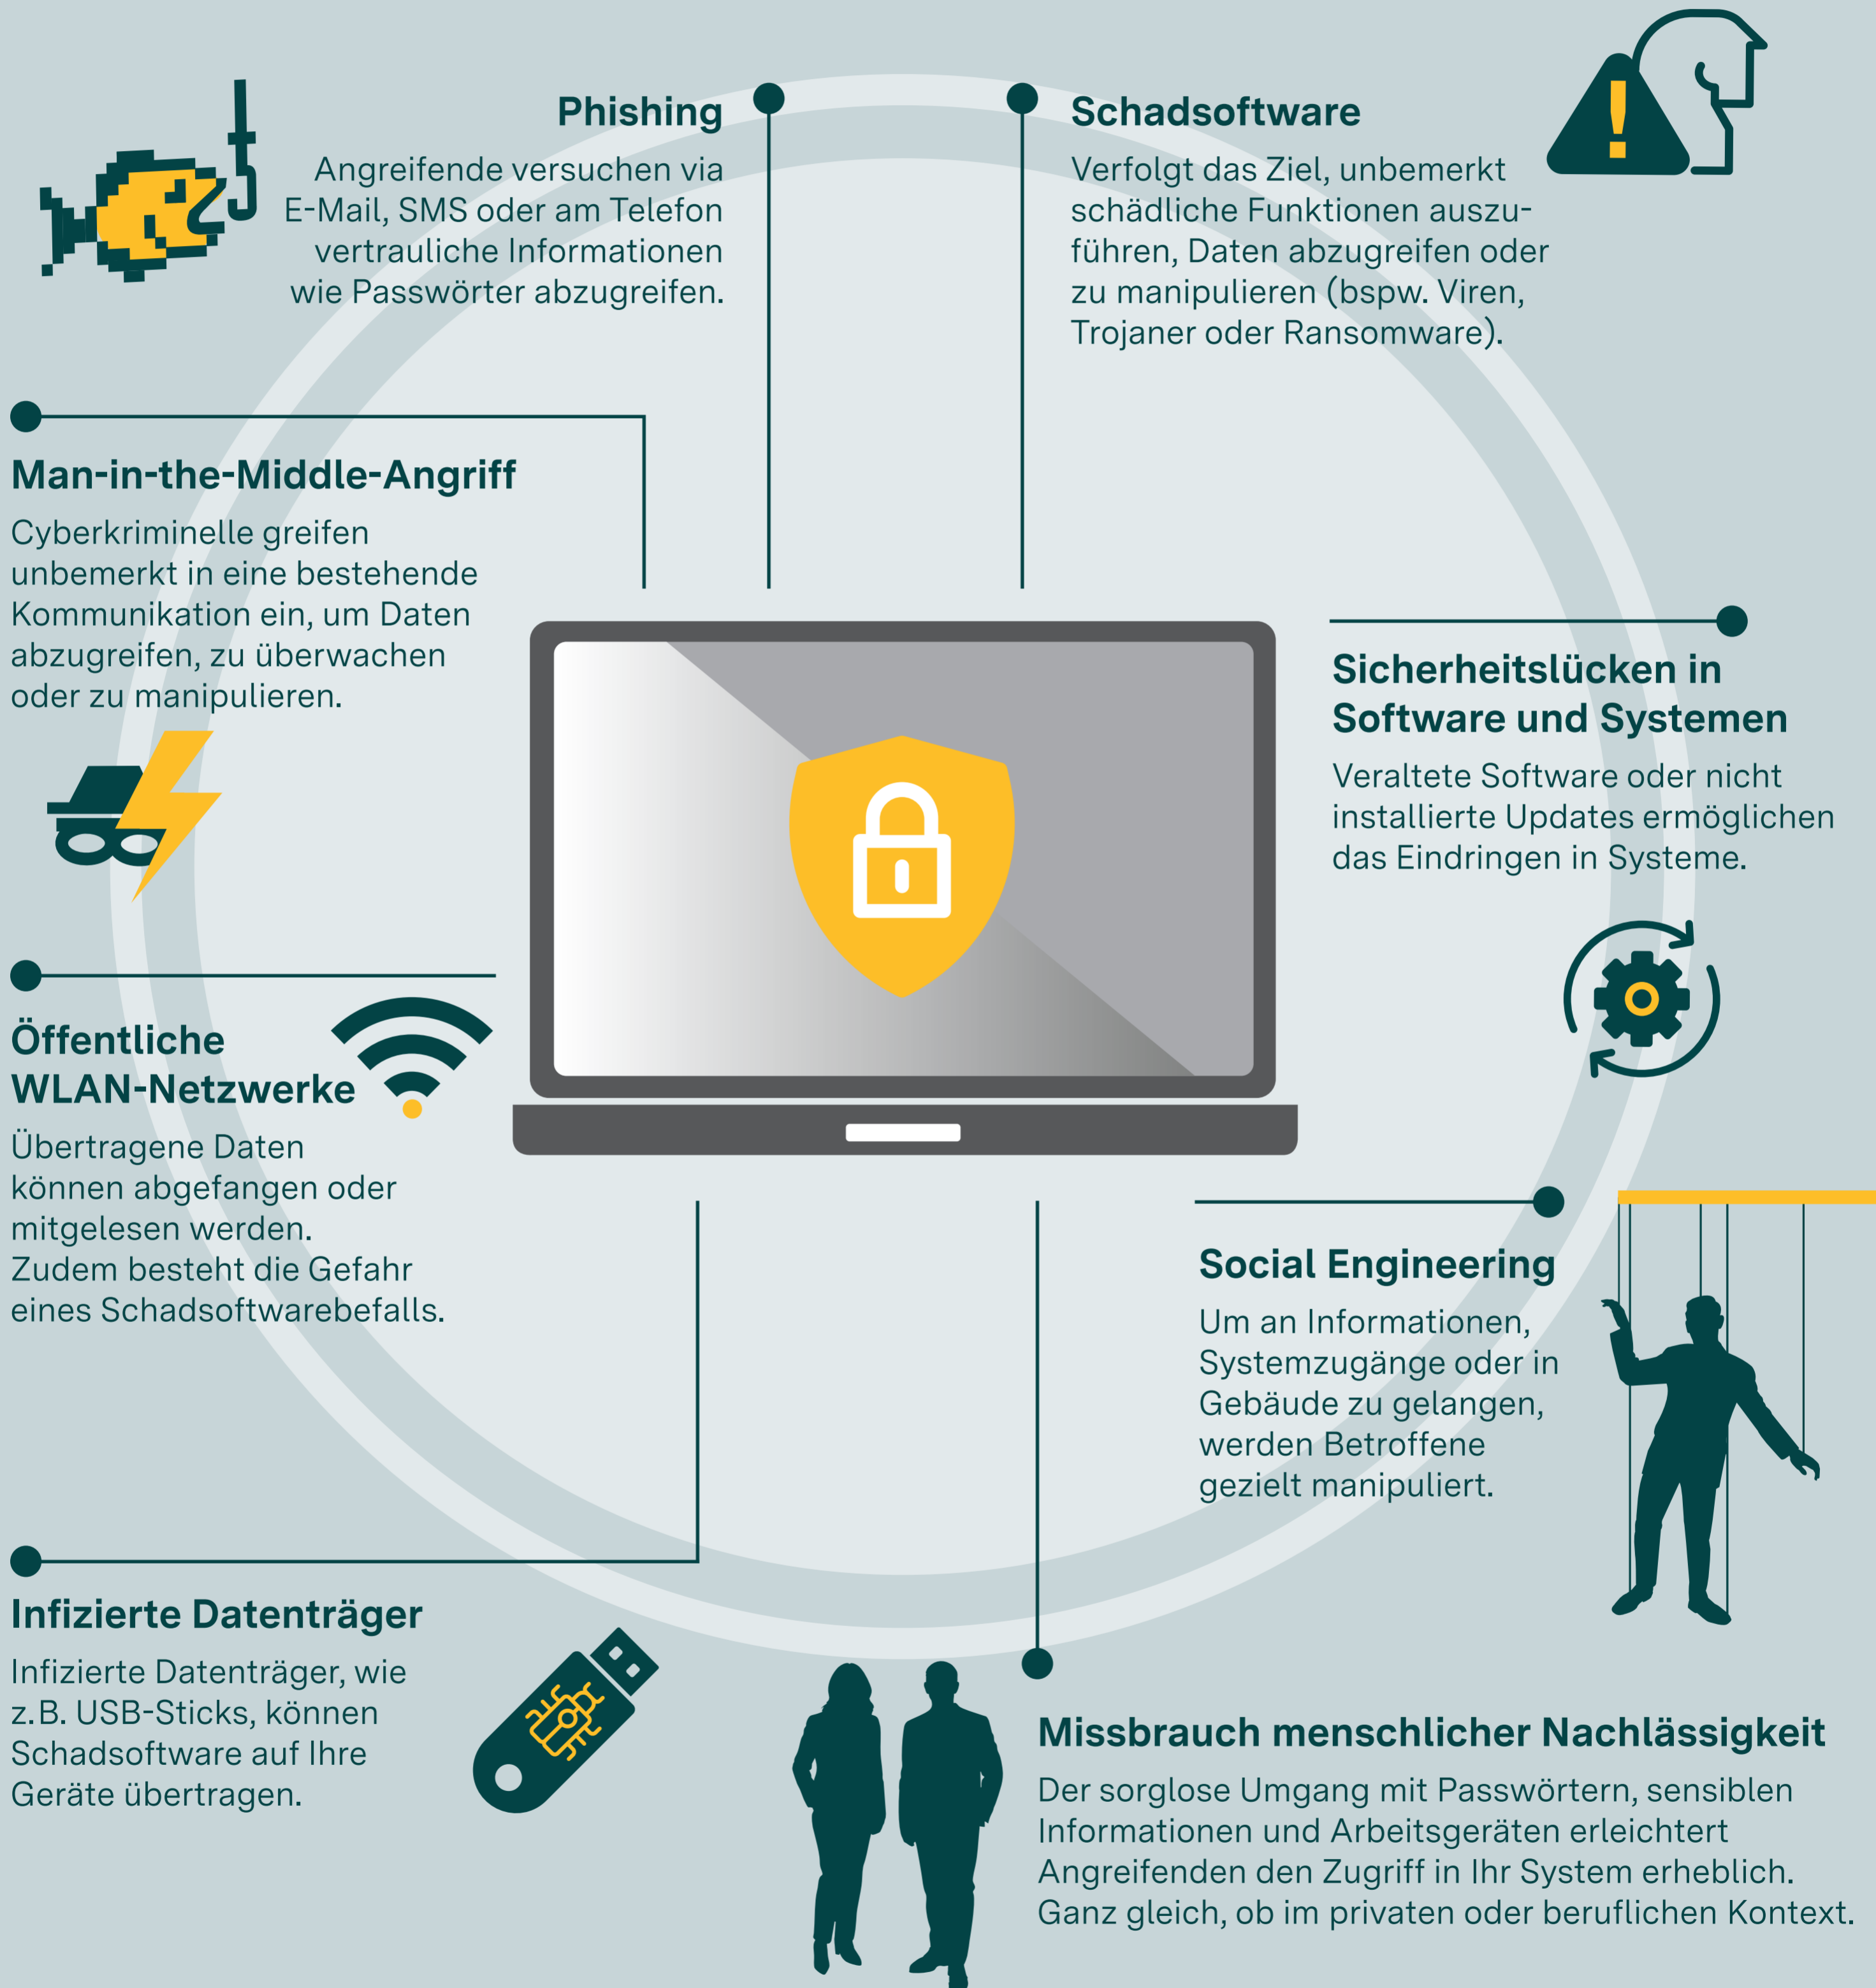 Phishing
Angreifende versuchen via
E-Mail, SMS oder am Telefon
vertrauliche Informationen
wie Passwörter abzugreifen.
Schadsoftware
Verfolgt das Ziel, unbemerkt
schädliche Funktionen auszu-
führen, Daten abzugreifen oder
zu manipulieren (bspw. Viren,
Trojaner oder Ransomware).
Man-in-the-Middle-Angriff
Cyberkriminelle greifen
unbemerkt in eine bestehende
Kommunikation ein, um Daten
abzugreifen, zu überwachen
oder zu manipulieren.
Sicherheitslücken in
Software und Systemen
Veraltete Software oder nicht
installierte Updates ermöglichen
das Eindringen in Systeme.
Öffentliche
WLAN-Netzwerke
Übertragene Daten
können abgefangen oder
mitgelesen werden.
Zudem besteht die Gefahr
eines Schadsoftwarebefalls.
Social Engineering
Um an Informationen,
Systemzugänge oder in
Gebäude zu gelangen,
werden Betroffene
gezielt manipuliert.
Infizierte Datenträger
Infizierte Datenträger, wie
z.B. USB-Sticks, können
Schadsoftware auf Ihre
Geräte übertragen.
Missbrauch menschlicher Nachlässigkeit
Der sorglose Umgang mit Passwörtern, sensiblen
Informationen und Arbeitsgeräten erleichtert
Angreifenden den Zugriff in Ihr System erheblich.
Ganz gleich, ob im privaten oder beruflichen Kontext.